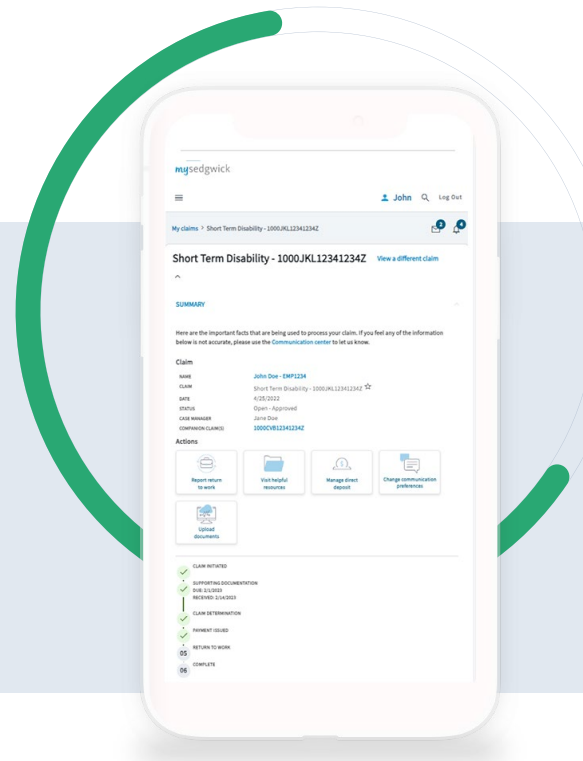 mysedgwick
John Log Out
My claims > Short Term Disability - 1000JKL12341234Z 3 4
Short Term Disability - 1000JKL12341234Z View a different claim
SUMMARY
Here are the important facts that are being used to process your claim. If you feel any of the information
below is not accurate, please use the Communication center to let us know.
Claim
NAME John Doe - EMP1234
CLAIM Short Term Disability - 1000JKL12341234Z
DATE 4/25/2022
STATUS Open - Approved
CASE MANAGER Jane Doe
COMPANION CLAIM(S) 1000CVB12341234Z
Actions
Report return
to work
Visit helpful
resources
Manage direct
deposit
Change communication
preferences
Upload
documents
CLAIM INITIATED
SUPPORTING DOCUMENTATION
DUE: 2/1/2023
RECEIVED: 2/14/2023
CLAIM DETERMINATION
PAYMENT ISSUED
05 RETURN TO WORK
06 COMPLETE